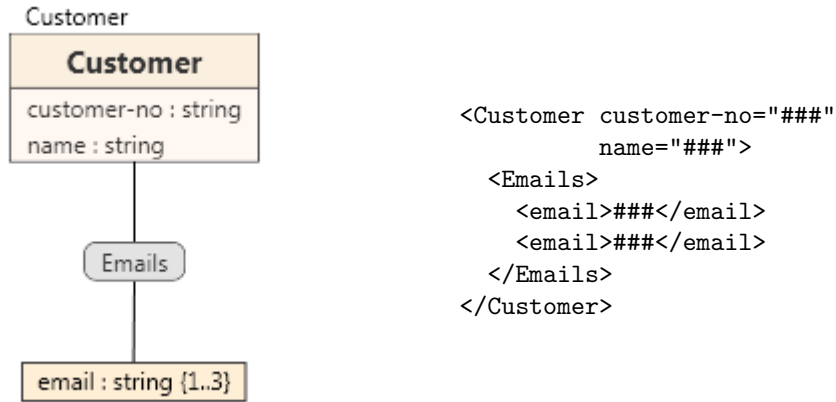 Customer
Customer
customer-no : string
name : string
Emails
email : string {1..3}
<Customer customer-no="###"
name="###">
<Emails>
<email>###</email>
<email>###</email>
</Emails>
</Customer>